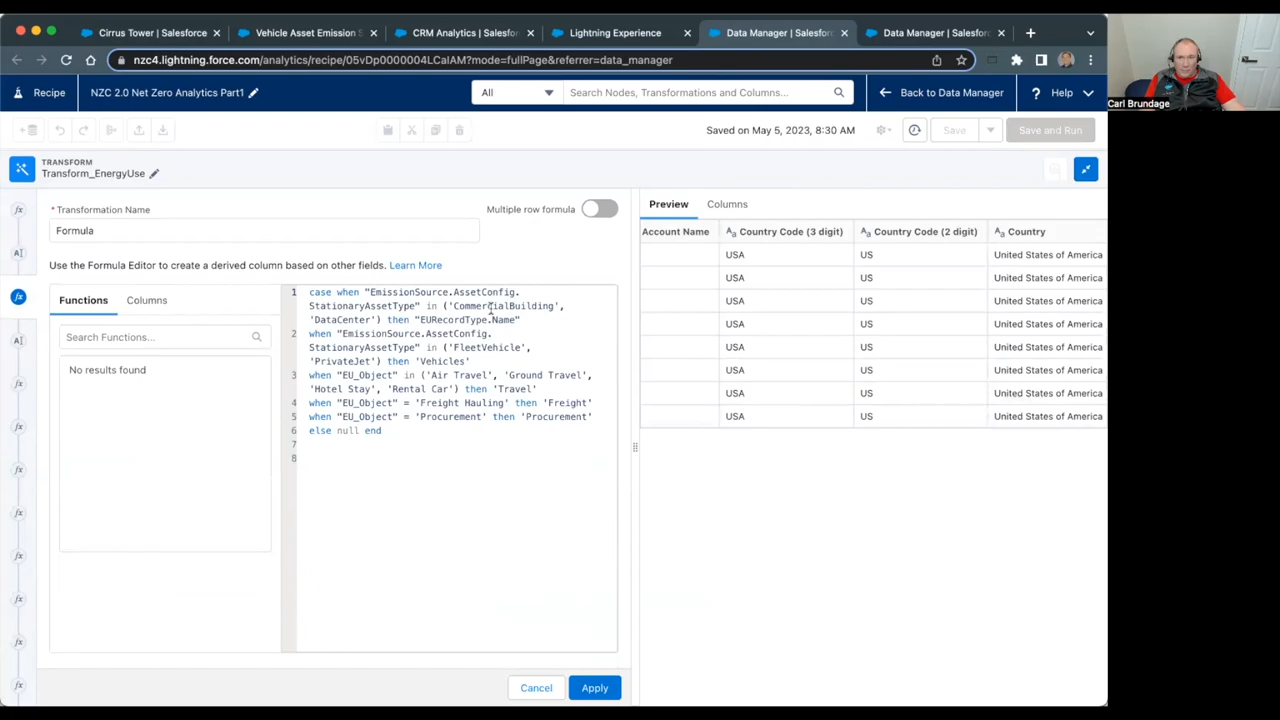 Cirrus Tower | Salesforce
Vehicle Asset Emission S
CRM Analytics | Salesfor
Lightning Experience
Data Manager | Salesforc
Data Manager | Salesforc
nzc4.lightning.force.com/analytics/recipe/05vDp0000004LCaIAM?mode=fullPage&referrer=data_manager
Carl Brundage
Recipe
NZC 2.0 Net Zero Analytics Part1
All
Search Nodes, Transformations and Columns...
Back to Data Manager
? Help
Saved on May 5, 2023, 8:30 AM
Save
Save and Run
TRANSFORM
Transform_EnergyUse
* Transformation Name
Multiple row formula
Formula
Use the Formula Editor to create a derived column based on other fields. Learn More
Functions
Columns
Search Functions...
No results found
1 case when "EmissionSource.AssetConfig.
StationaryAssetType" in ('CommercialBuilding',
'DataCenter') then "EURecordType.Name"
2 when "EmissionSource.AssetConfig.
StationaryAssetType" in ('FleetVehicle',
'PrivateJet') then 'Vehicles'
3 when "EU_Object" in ('Air Travel', 'Ground Travel',
'Hotel Stay', 'Rental Car') then 'Travel'
4 when "EU_Object" = 'Freight Hauling' then 'Freight'
5 when "EU_Object" = 'Procurement' then 'Procurement'
6 else null end
7
8
Cancel
Apply
Preview
Columns
Account Name Country Code (3 digit) Country Code (2 digit) Country
USA US United States of America
USA US United States of America
USA US United States of America
USA US United States of America
USA US United States of America
USA US United States of America
USA US United States of America
USA US United States of America